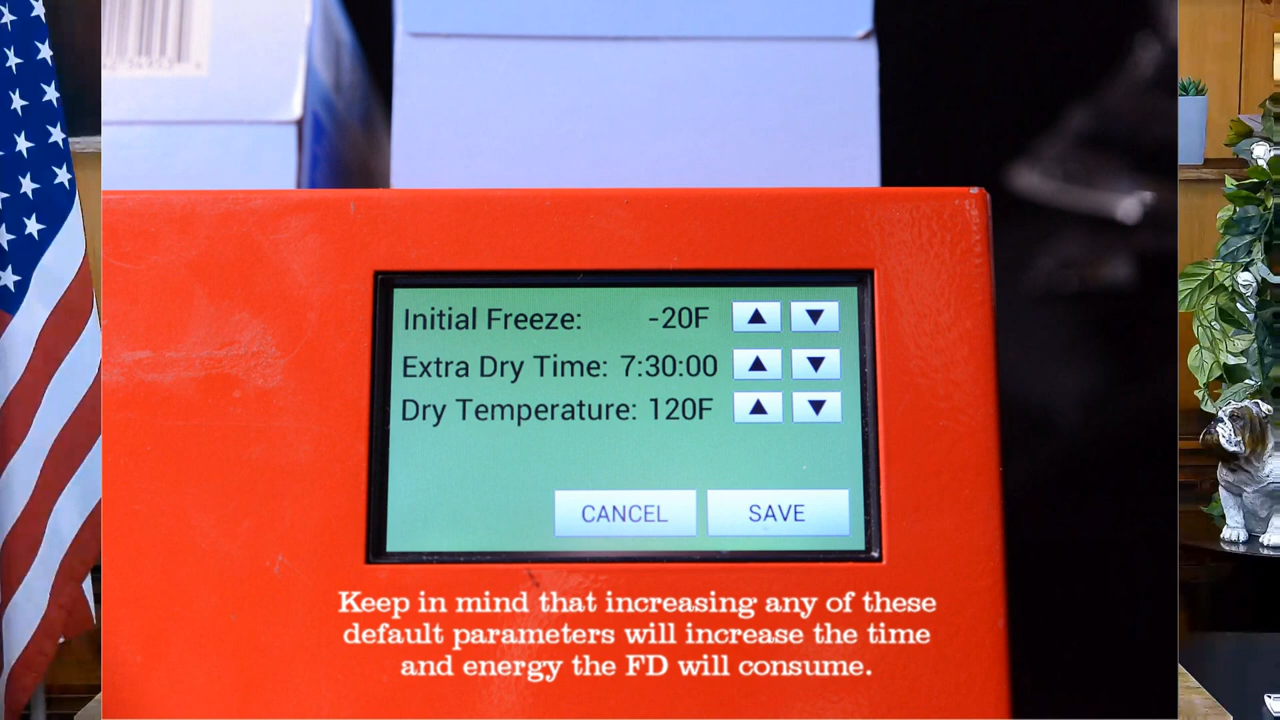 Initial Freeze: -20F ▲ ▼
Extra Dry Time: 7:30:00 ▲ ▼
Dry Temperature: 120F ▲ ▼
CANCEL SAVE
Keep in mind that increasing any of these
default parameters will increase the time
and energy the FD will consume.